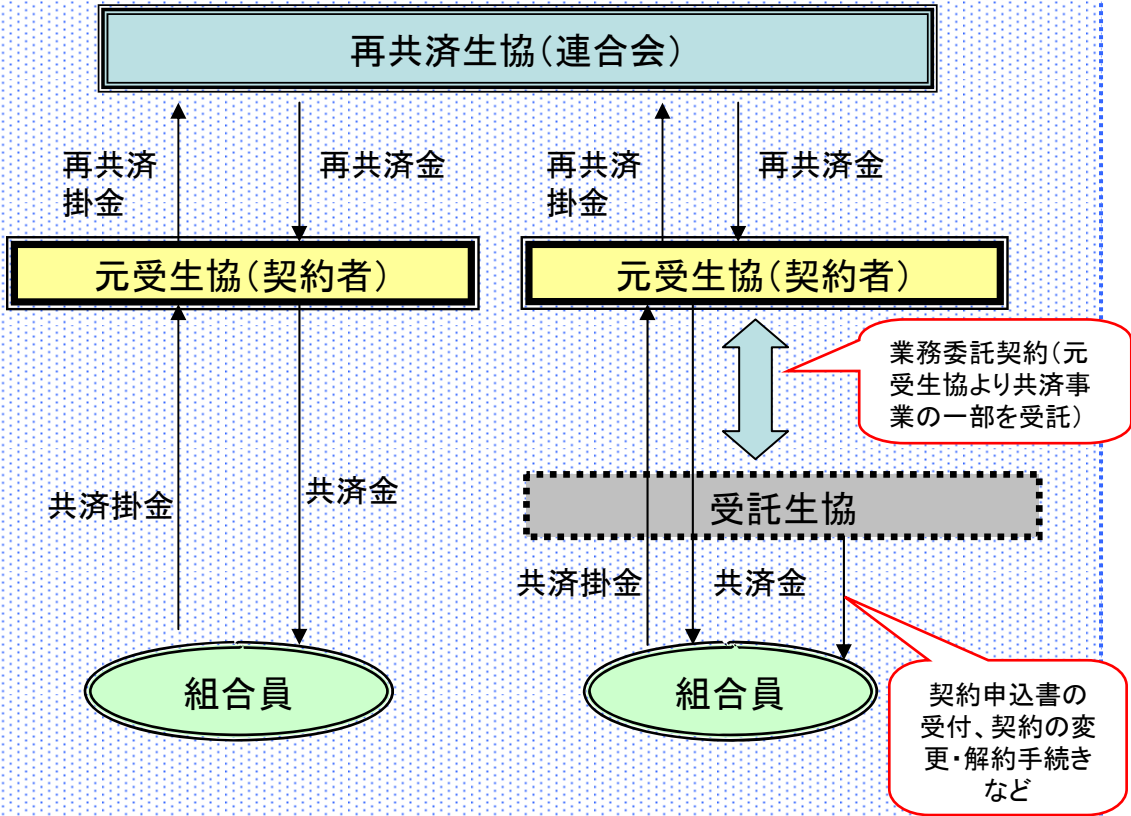 再共済生協（連合会）
再共済
掛金
再共済金
再共済
掛金
再共済金
元受生協（契約者）
元受生協（契約者）
業務委託契約（元
受生協より共済事
業の一部を受託）
共済掛金
共済金
受託生協
共済掛金
共済金
組合員
組合員
契約申込書の
受付、契約の変
更・解約手続き
など